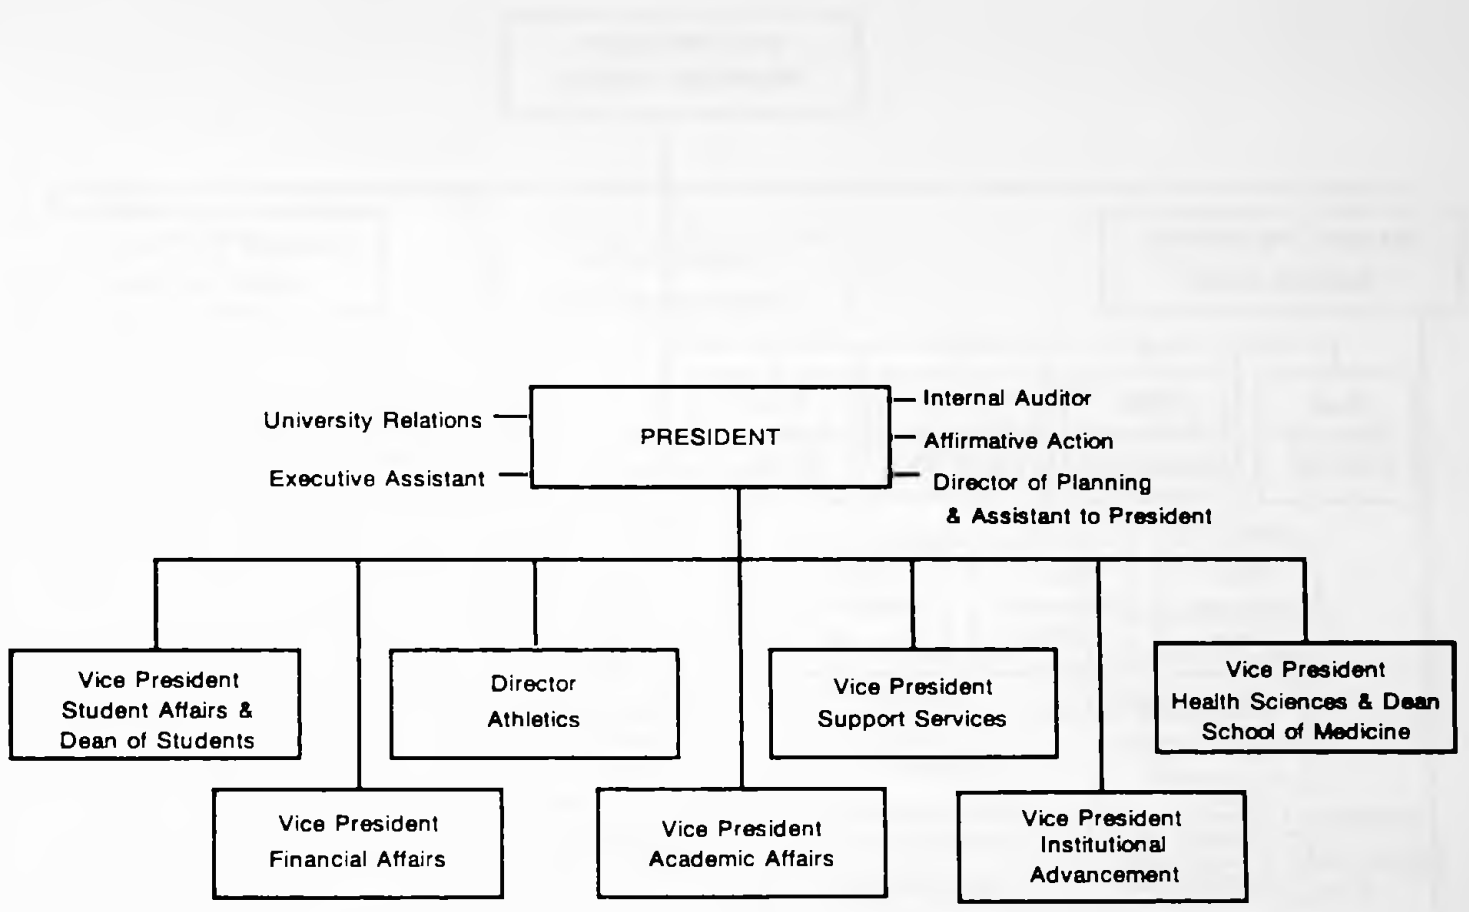 University Relations
Executive Assistant
PRESIDENT
Internal Auditor
Affirmative Action
Director of Planning
& Assistant to President
Vice President
Student Affairs &
Dean of Students
Director
Athletics
Vice President
Support Services
Vice President
Health Sciences & Dean
School of Medicine
Vice President
Financial Affairs
Vice President
Academic Affairs
Vice President
Institutional
Advancement